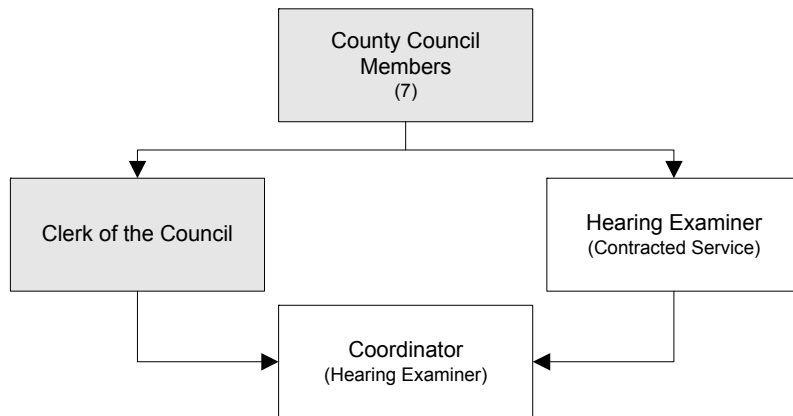 County Council
Members
(7)
Clerk of the Council
Hearing Examiner
(Contracted Service)
Coordinator
(Hearing Examiner)